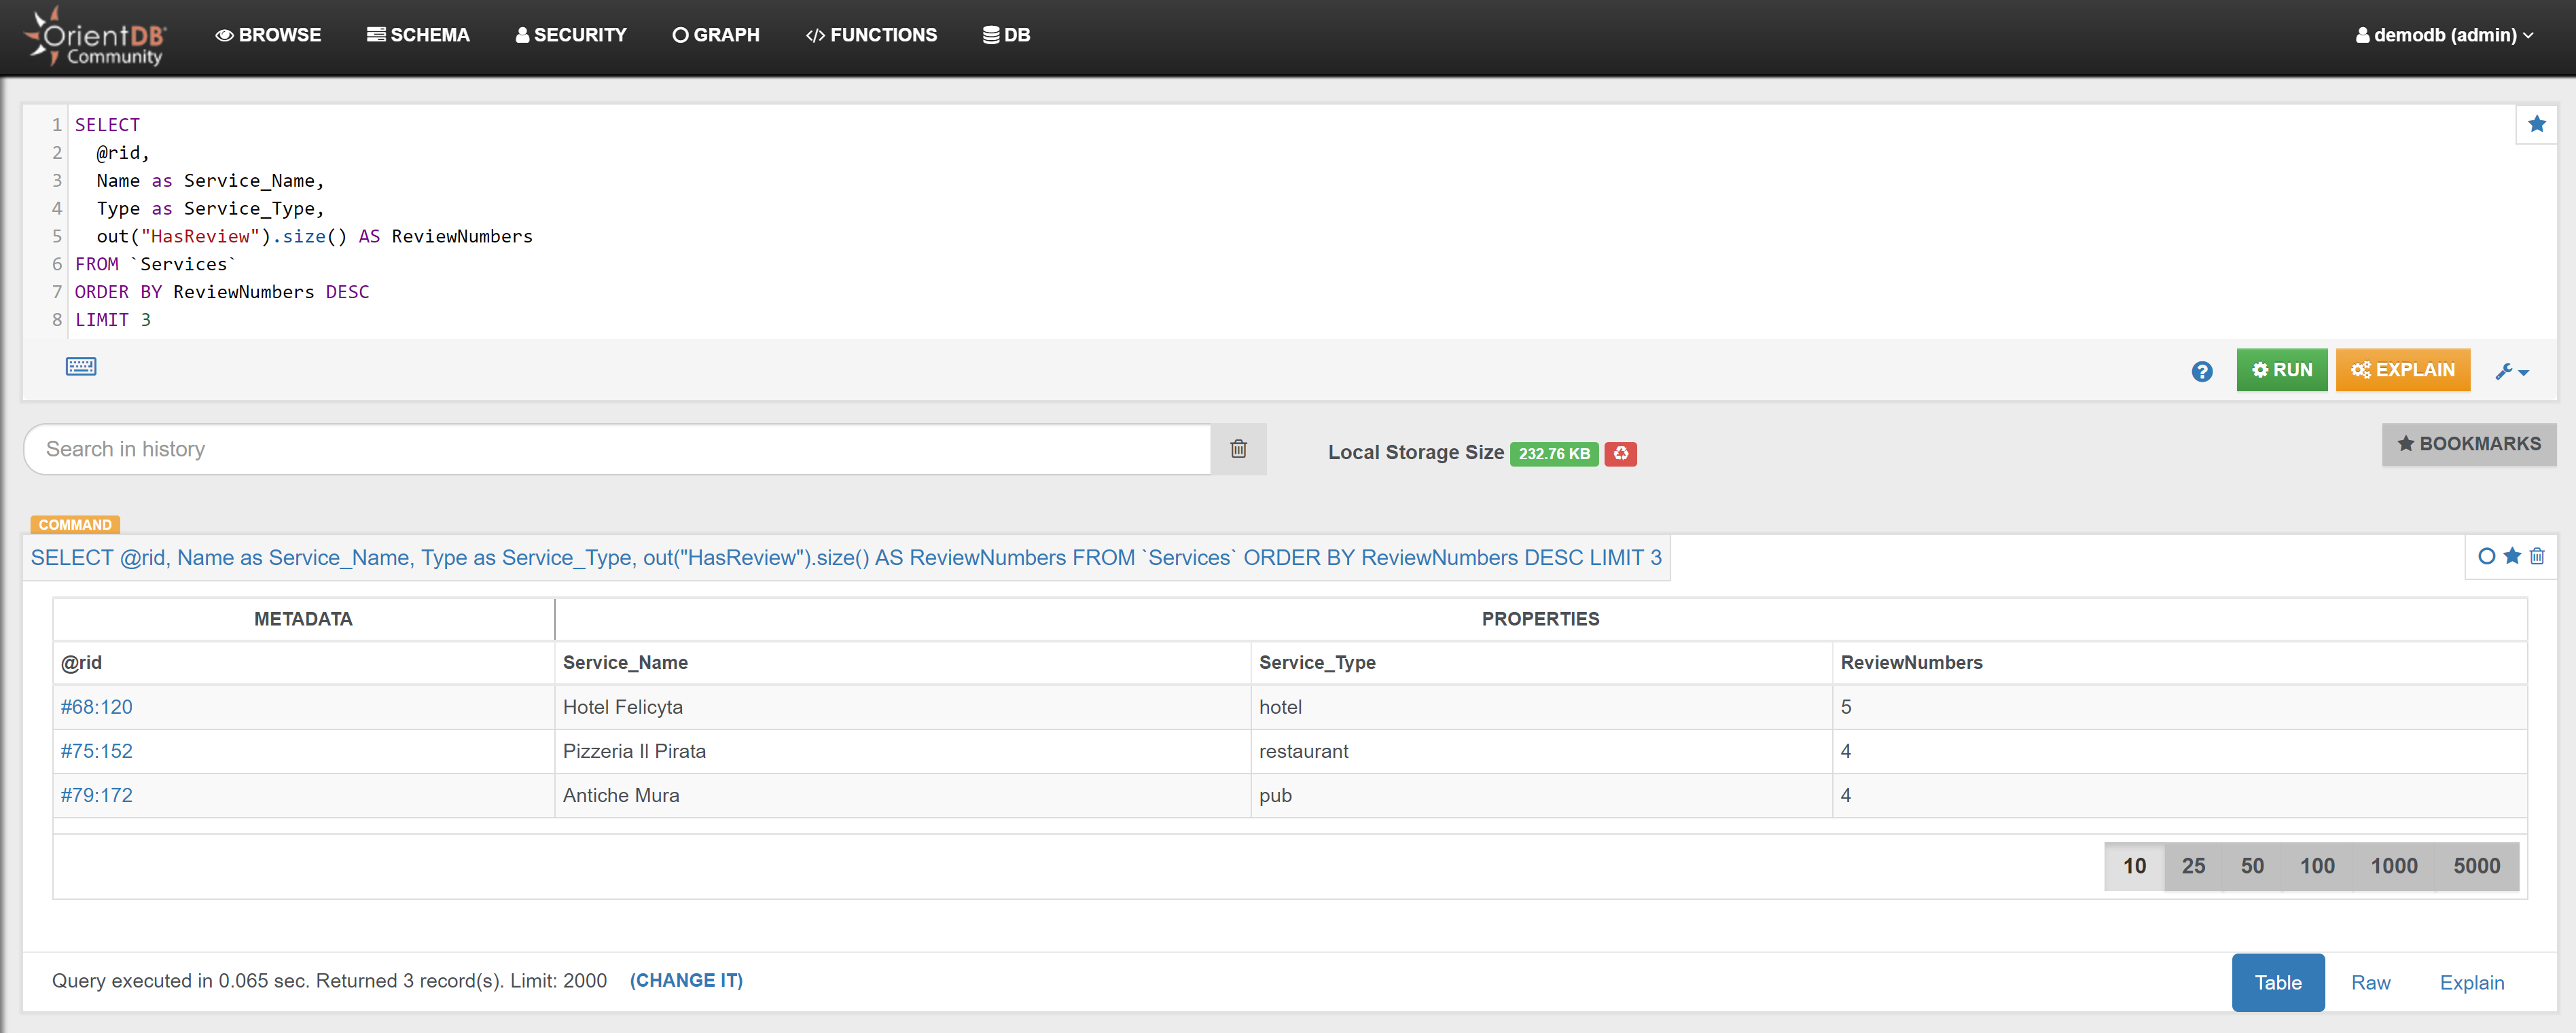 OrientDB
Community
BROWSE SCHEMA SECURITY GRAPH </> FUNCTIONS DB demodb (admin)
1 SELECT
2 @rid,
3 Name as Service_Name,
4 Type as Service_Type,
5 out("HasReview").size() AS ReviewNumbers
6 FROM `Services`
7 ORDER BY ReviewNumbers DESC
8 LIMIT 3
? RUN EXPLAIN
Search in history Local Storage Size 232.76 KB BOOKMARKS
COMMAND
SELECT @rid, Name as Service_Name, Type as Service_Type, out("HasReview").size() AS ReviewNumbers FROM `Services` ORDER BY ReviewNumbers DESC LIMIT 3
METADATA PROPERTIES
@rid Service_Name Service_Type ReviewNumbers
#68:120 Hotel Felicyta hotel 5
#75:152 Pizzeria Il Pirata restaurant 4
#79:172 Antiche Mura pub 4
10 25 50 100 1000 5000
Query executed in 0.065 sec. Returned 3 record(s). Limit: 2000 (CHANGE IT) Table Raw Explain